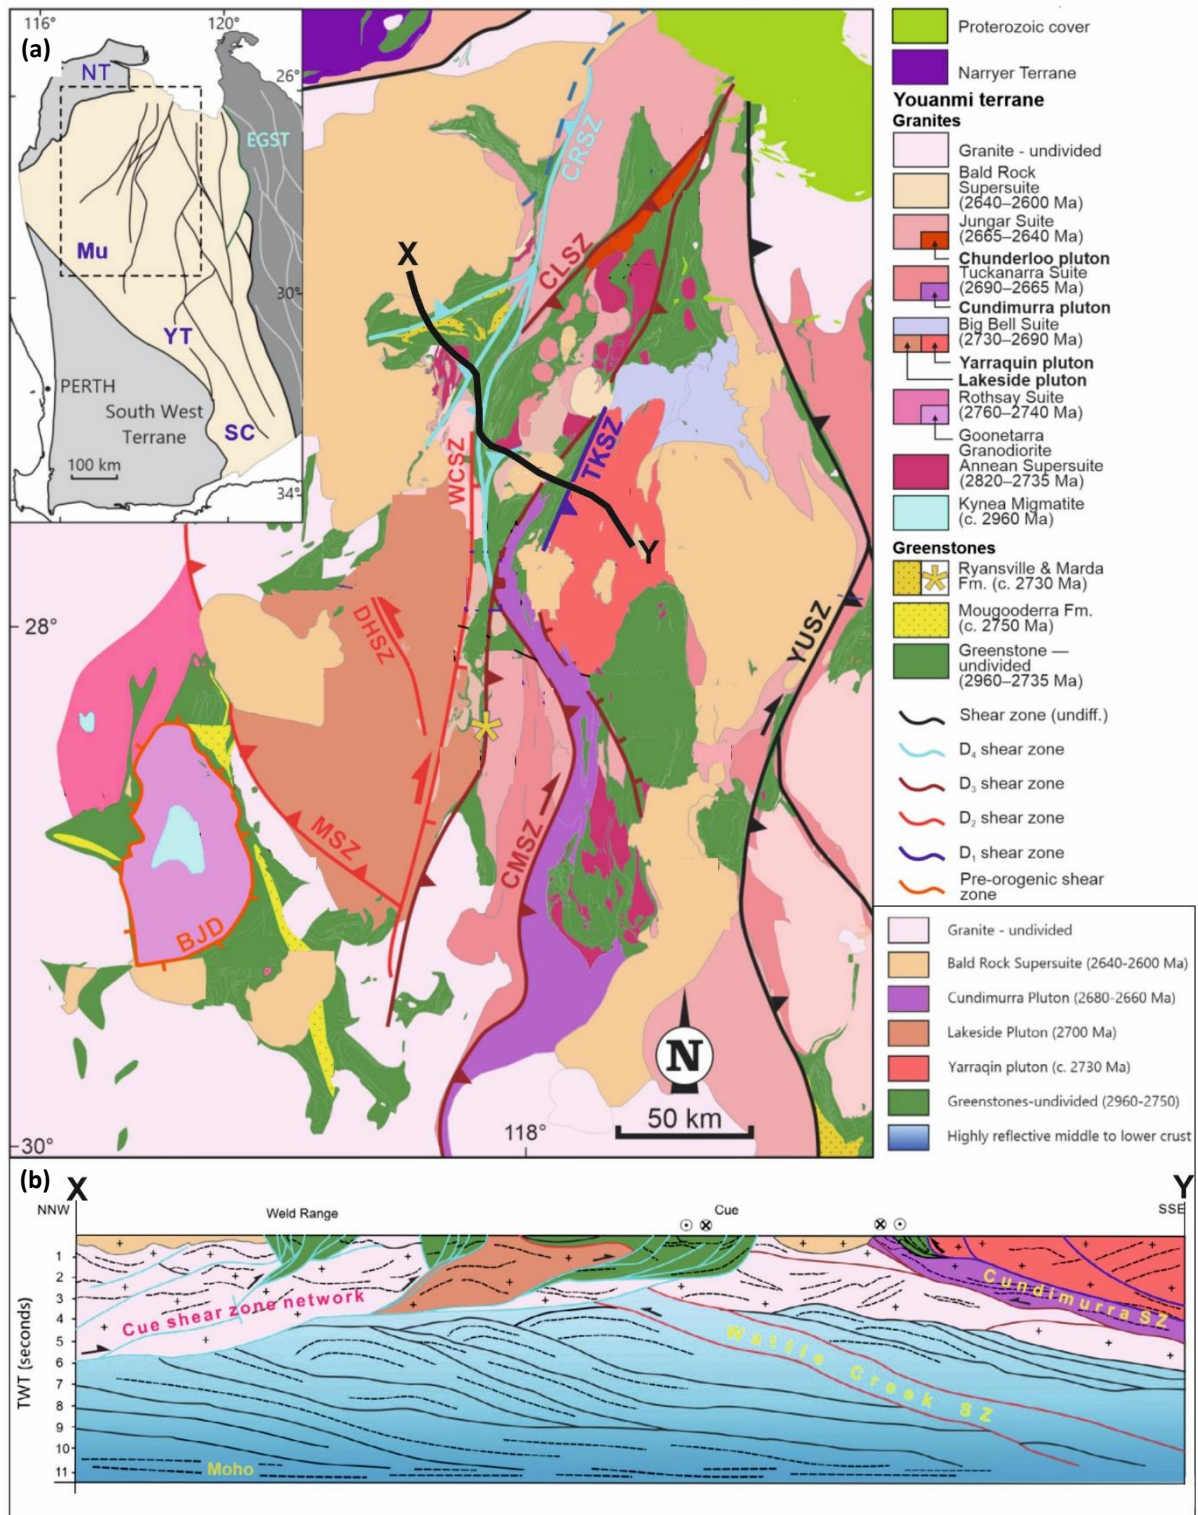 116°
120°
(a)
NT
26°
EGST
Mu
30°
YT
PERTH
South West
Terrane
SC
100 km
34°
CRSZ
X
CLSZ
WCSZ
TKSZ
Y
28°
DHSZ
YUSZ
MSZ
CMSZ
BJD
N
50 km
30°
118°
Proterozoic cover
Narryer Terrane
Youanmi terrane
Granites
Granite - undivided
Bald Rock
Supersuite
(2640–2600 Ma)
Jungar Suite
(2665–2640 Ma)
Chunderloo pluton
Tuckanarra Suite
(2690–2665 Ma)
Cundimurra pluton
Big Bell Suite
(2730–2690 Ma)
Yarraquin pluton
Lakeside pluton
Rothsay Suite
(2760–2740 Ma)
Goonetarra
Granodiorite
Annean Supersuite
(2820–2735 Ma)
Kynea Migmatite
(c. 2960 Ma)
Greenstones
Ryansville & Marda
Fm. (c. 2730 Ma)
Mougooderra Fm.
(c. 2750 Ma)
Greenstone —
undivided
(2960–2735 Ma)
Shear zone (undiff.)
D4 shear zone
D3 shear zone
D2 shear zone
D1 shear zone
Pre-orogenic shear
zone
Granite - undivided
Bald Rock Supersuite (2640-2600 Ma)
Cundimurra Pluton (2680-2660 Ma)
Lakeside Pluton (2700 Ma)
Yarraqin pluton (c. 2730 Ma)
Greenstones-undivided (2960-2750)
Highly reflective middle to lower crust
(b)
X
Y
NNW
Weld Range
Cue
SSE
1
2
3
4
5
6
7
8
9
10
11
TWT (seconds)
Cue shear zone network
Cundimurra SZ
Wattle Creek SZ
Moho